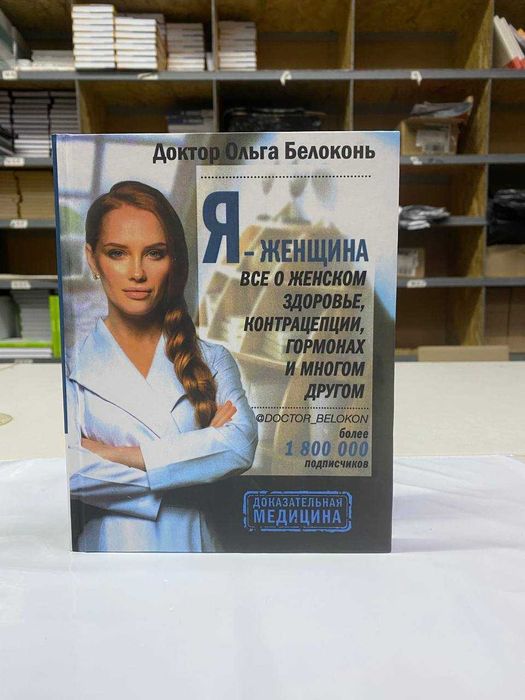 Доктор Ольга Белоконь
Я - ЖЕНЩИНА
ВСЕ О ЖЕНСКОМ
ЗДОРОВЬЕ,
КОНТРАЦЕПЦИИ,
ГОРМОНАХ
И МНОГОМ
ДРУГОМ
@DOCTOR_BELOKON
более
1 800 000
подписчиков
ДОКАЗАТЕЛЬНАЯ
МЕДИЦИНА